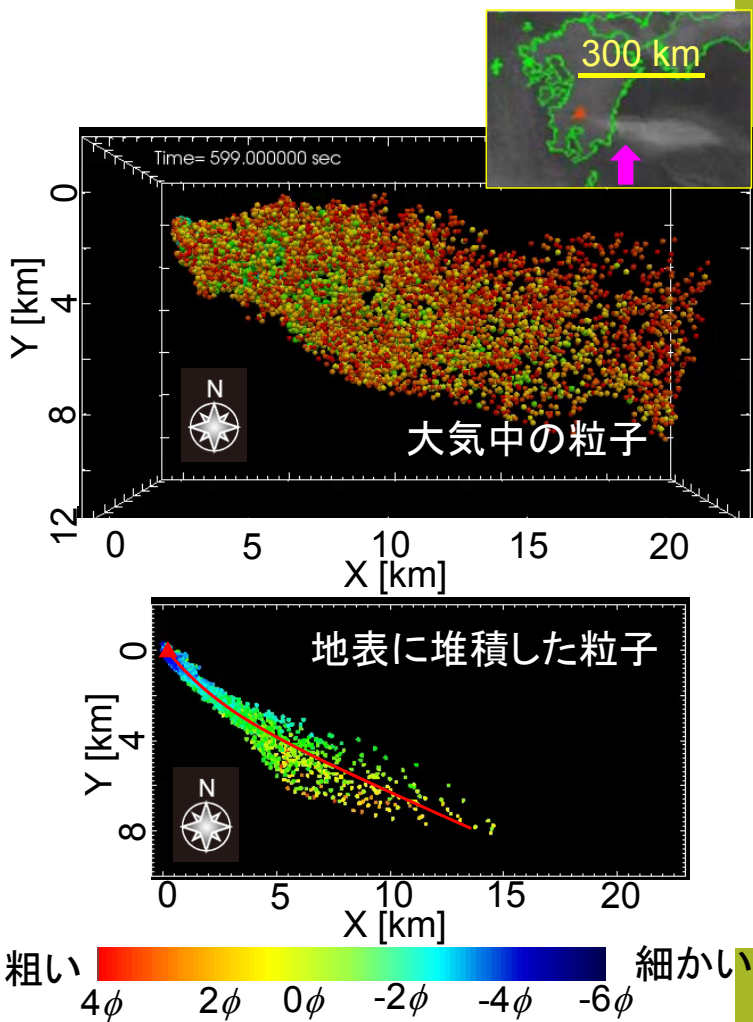 300 km
Time= 599.000000 sec
0
4
8
12
Y [km]
N
大気中の粒子
0 5 10 15 20
X [km]
地表に堆積した粒子
0
4
8
Y [km]
N
0 5 10 15 20
X [km]
粗い 細かい
4ϕ 2ϕ 0ϕ -2ϕ -4ϕ -6ϕ